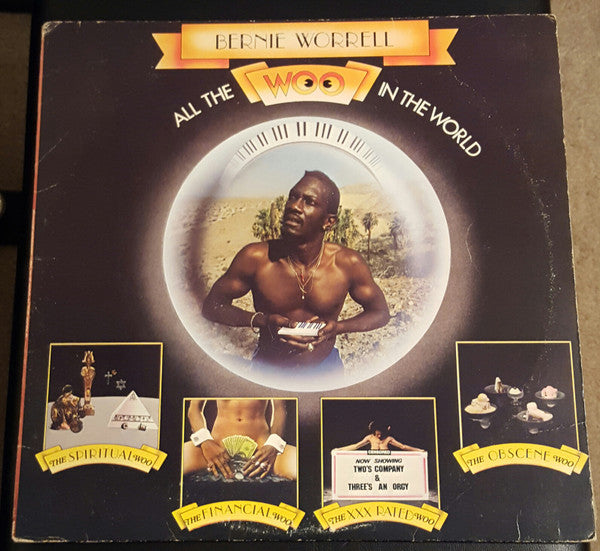 BERNIE WORRELL
ALL THE WOO IN THE WORLD
THE SPIRITUAL WOO
THE FINANCIAL WOO
CENSORED
NOW SHOWING
TWO'S COMPANY
&
THREE'S AN ORGY
THE XXX RATED WOO
THE OBSCENE WOO